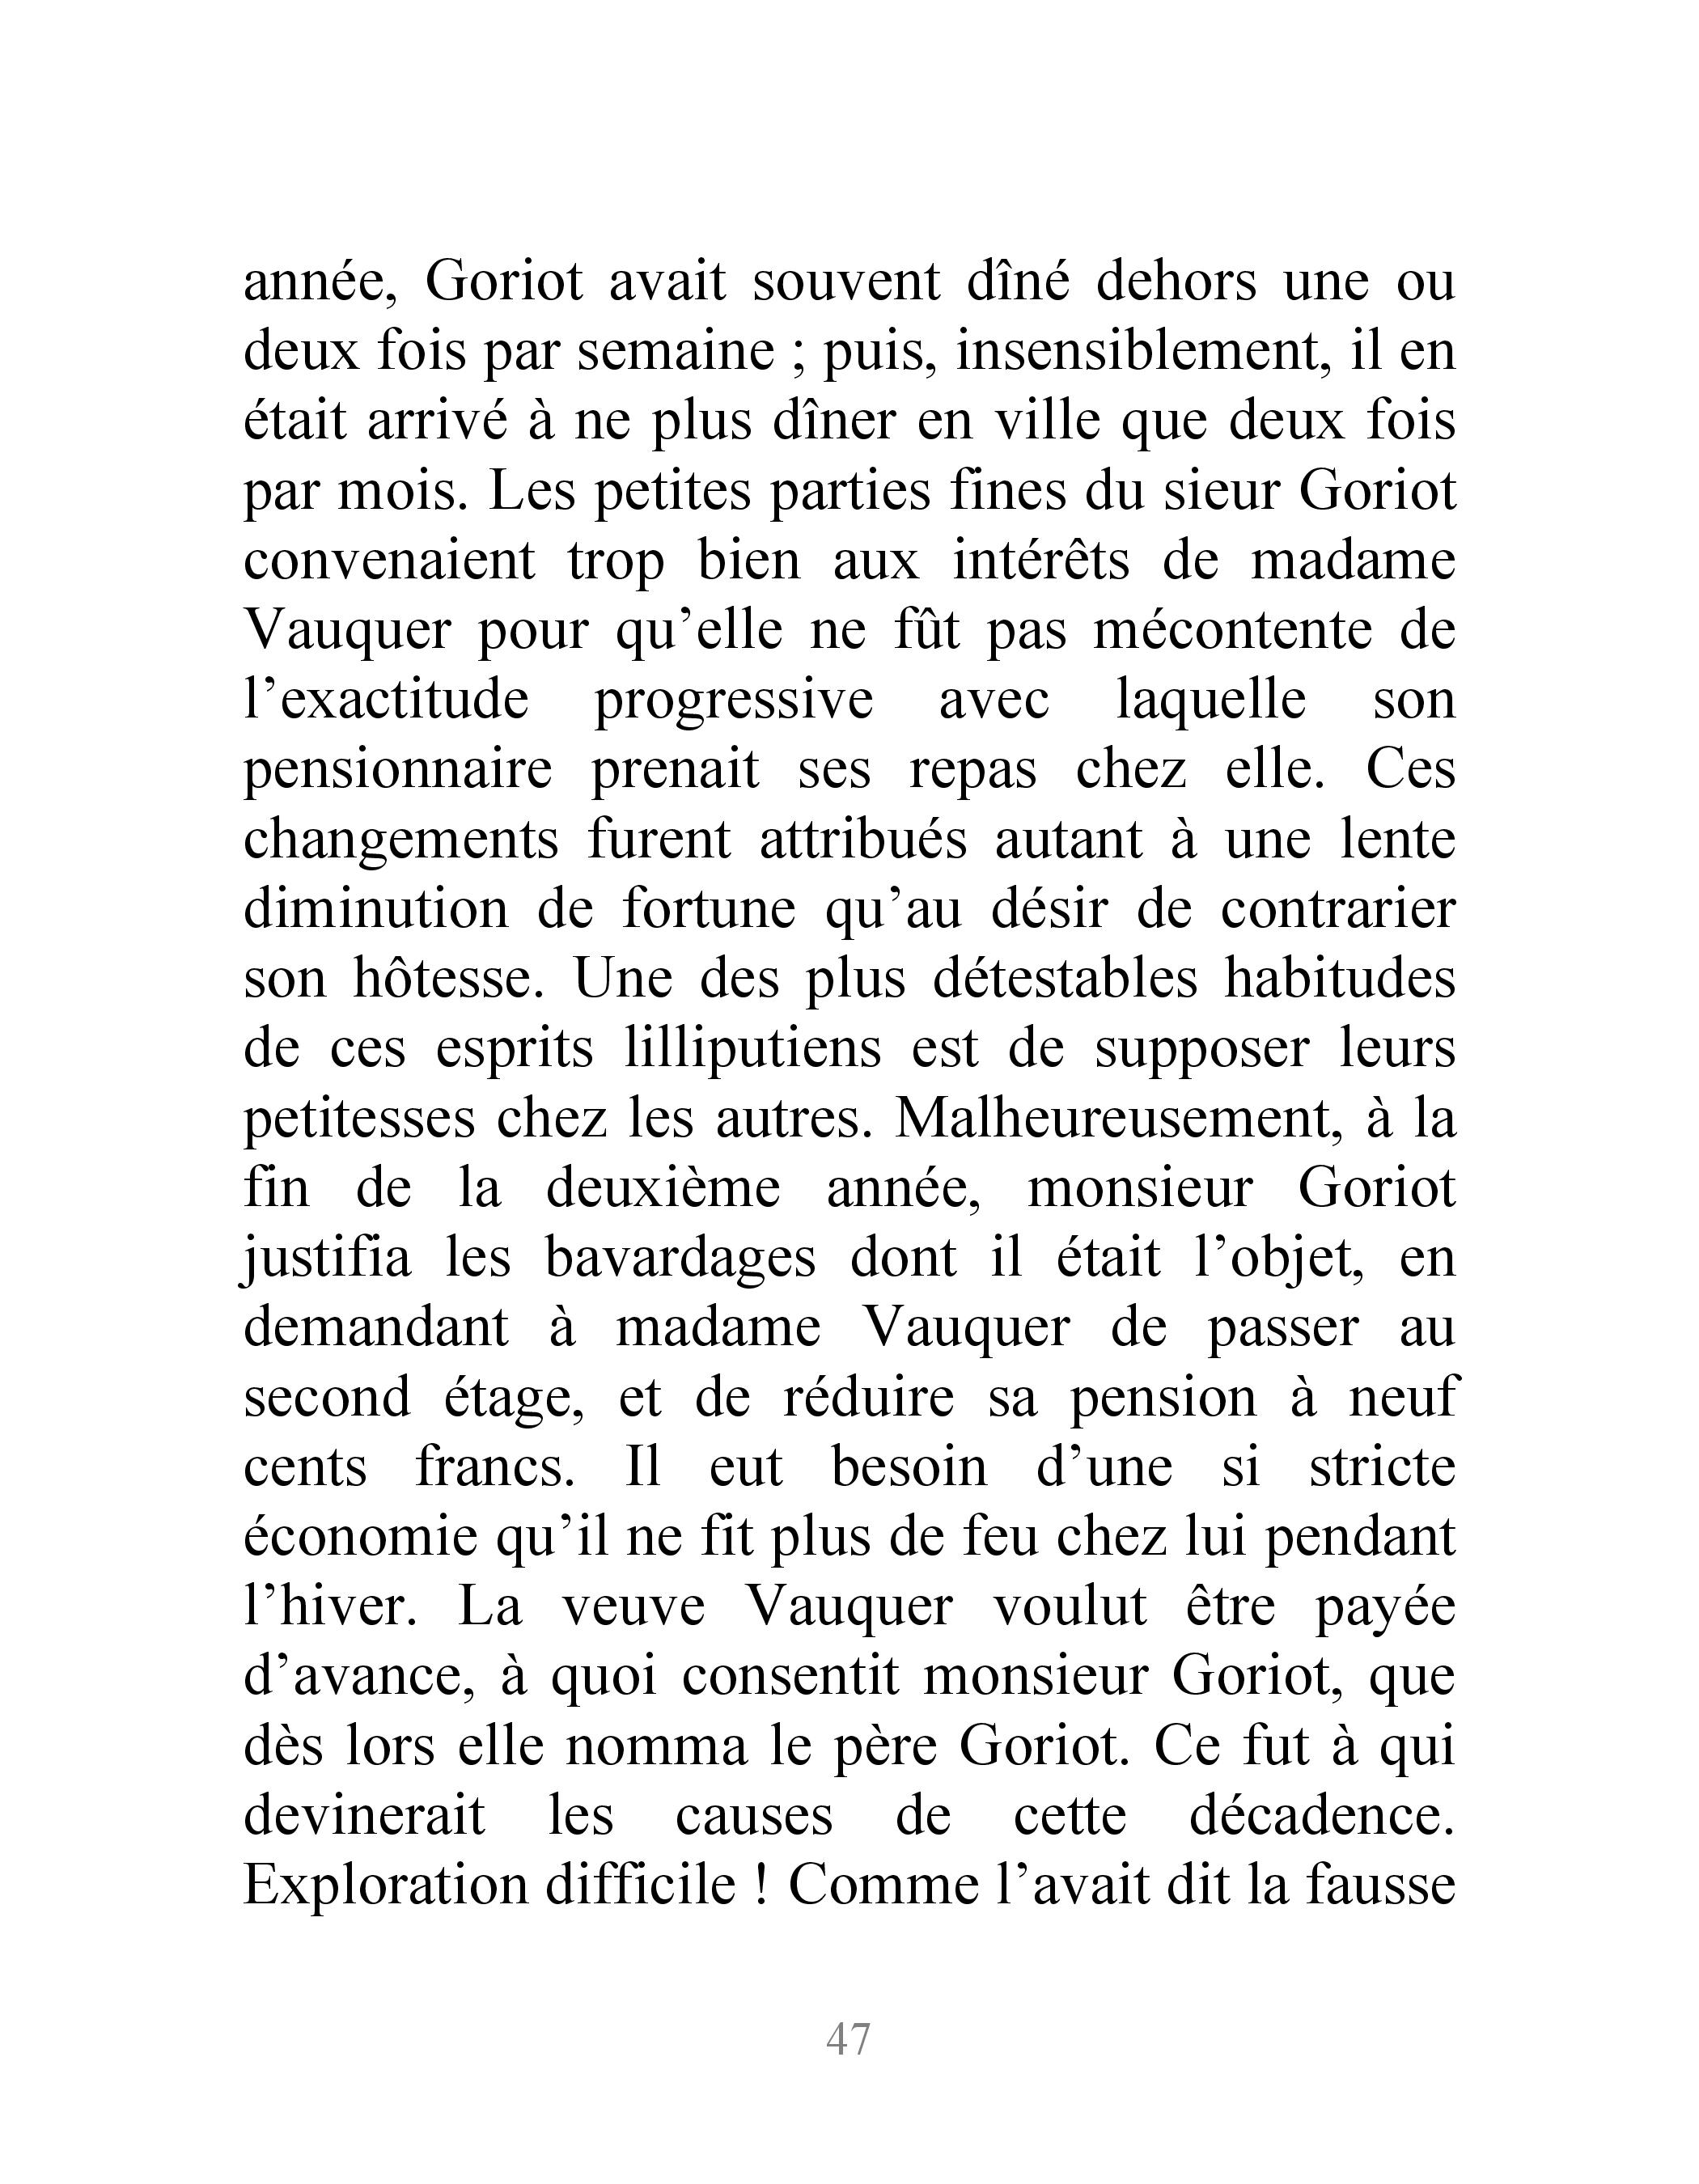 année, Goriot avait souvent dîné dehors une ou
deux fois par semaine ; puis, insensiblement, il en
était arrivé à ne plus dîner en ville que deux fois
par mois. Les petites parties fines du sieur Goriot
convenaient trop bien aux intérêts de madame
Vauquer pour qu’elle ne fût pas mécontente de
l’exactitude progressive avec laquelle son
pensionnaire prenait ses repas chez elle. Ces
changements furent attribués autant à une lente
diminution de fortune qu’au désir de contrarier
son hôtesse. Une des plus détestables habitudes
de ces esprits lilliputiens est de supposer leurs
petitesses chez les autres. Malheureusement, à la
fin de la deuxième année, monsieur Goriot
justifia les bavardages dont il était l’objet, en
demandant à madame Vauquer de passer au
second étage, et de réduire sa pension à neuf
cents francs. Il eut besoin d’une si stricte
économie qu’il ne fit plus de feu chez lui pendant
l’hiver. La veuve Vauquer voulut être payée
d’avance, à quoi consentit monsieur Goriot, que
dès lors elle nomma le père Goriot. Ce fut à qui
devinerait les causes de cette décadence.
Exploration difficile ! Comme l’avait dit la fausse
47